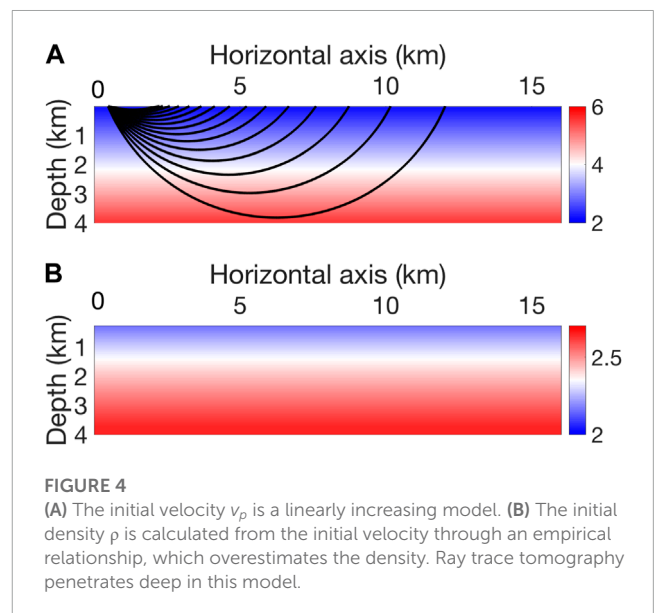 A
Horizontal axis (km)
0 5 10 15
Depth (km)
1
2
3
4
6
4
2
B
Horizontal axis (km)
0 5 10 15
Depth (km)
1
2
3
4
2.5
2
FIGURE 4
(A) The initial velocity vₚ is a linearly increasing model. (B) The initial
density ρ is calculated from the initial velocity through an empirical
relationship, which overestimates the density. Ray trace tomography
penetrates deep in this model.